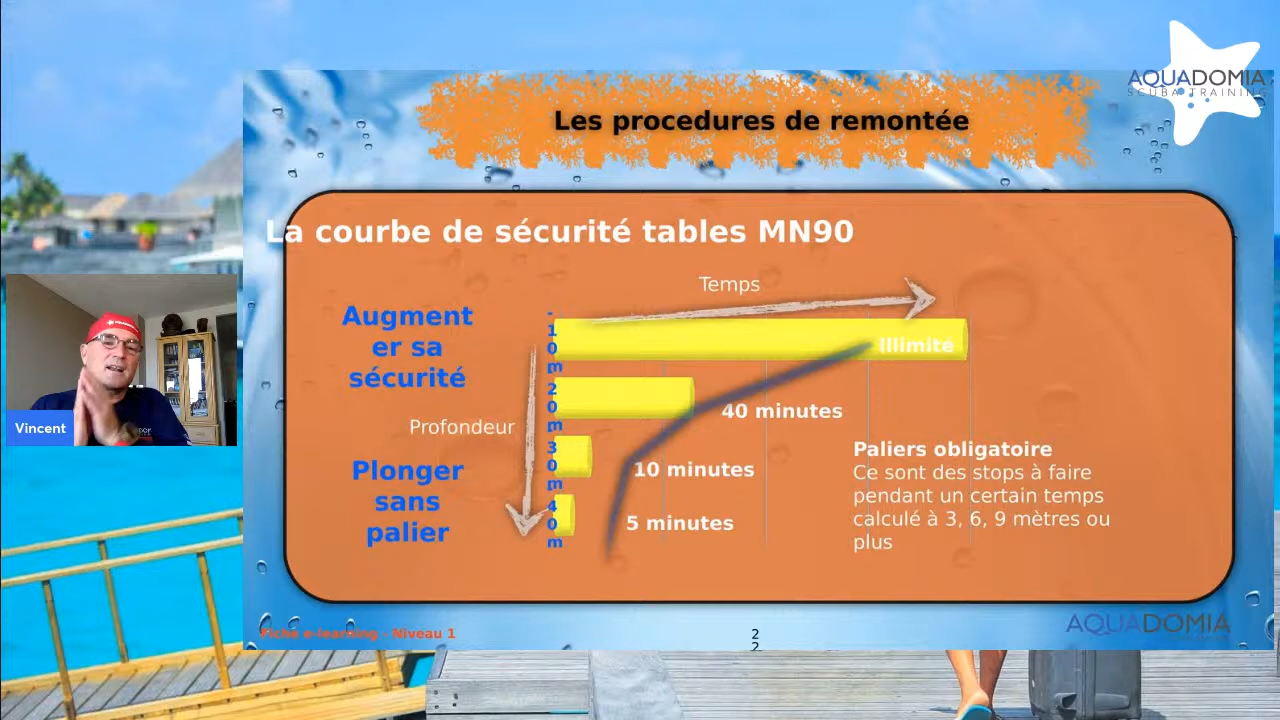 AQUADOMIA
SCUBA TRAINING
Les procedures de remontée
La courbe de sécurité tables MN90
Temps
Augment
er sa
sécurité
Profondeur
Plonger
sans
palier
-
1
0
m
2
0
m
3
0
m
4
0
m
Illimité
40 minutes
10 minutes
5 minutes
Paliers obligatoire
Ce sont des stops à faire
pendant un certain temps
calculé à 3, 6, 9 mètres ou
plus
Vincent
Fiche e-learning - Niveau 1
2
2
AQUADOMIA